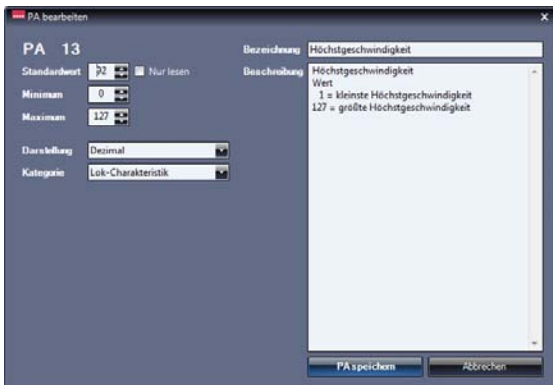 PA bearbeiten
PA 13
Standardwert 92 Nur lesen
Minimum 0
Maximum 127
Darstellung Dezimal
Kategorie Lok-Charakteristik
Bezeichnung Höchstgeschwindigkeit
Beschreibung Höchstgeschwindigkeit
Wert
1 = kleinste Höchstgeschwindigkeit
127 = größte Höchstgeschwindigkeit
PA speichern Abbrechen